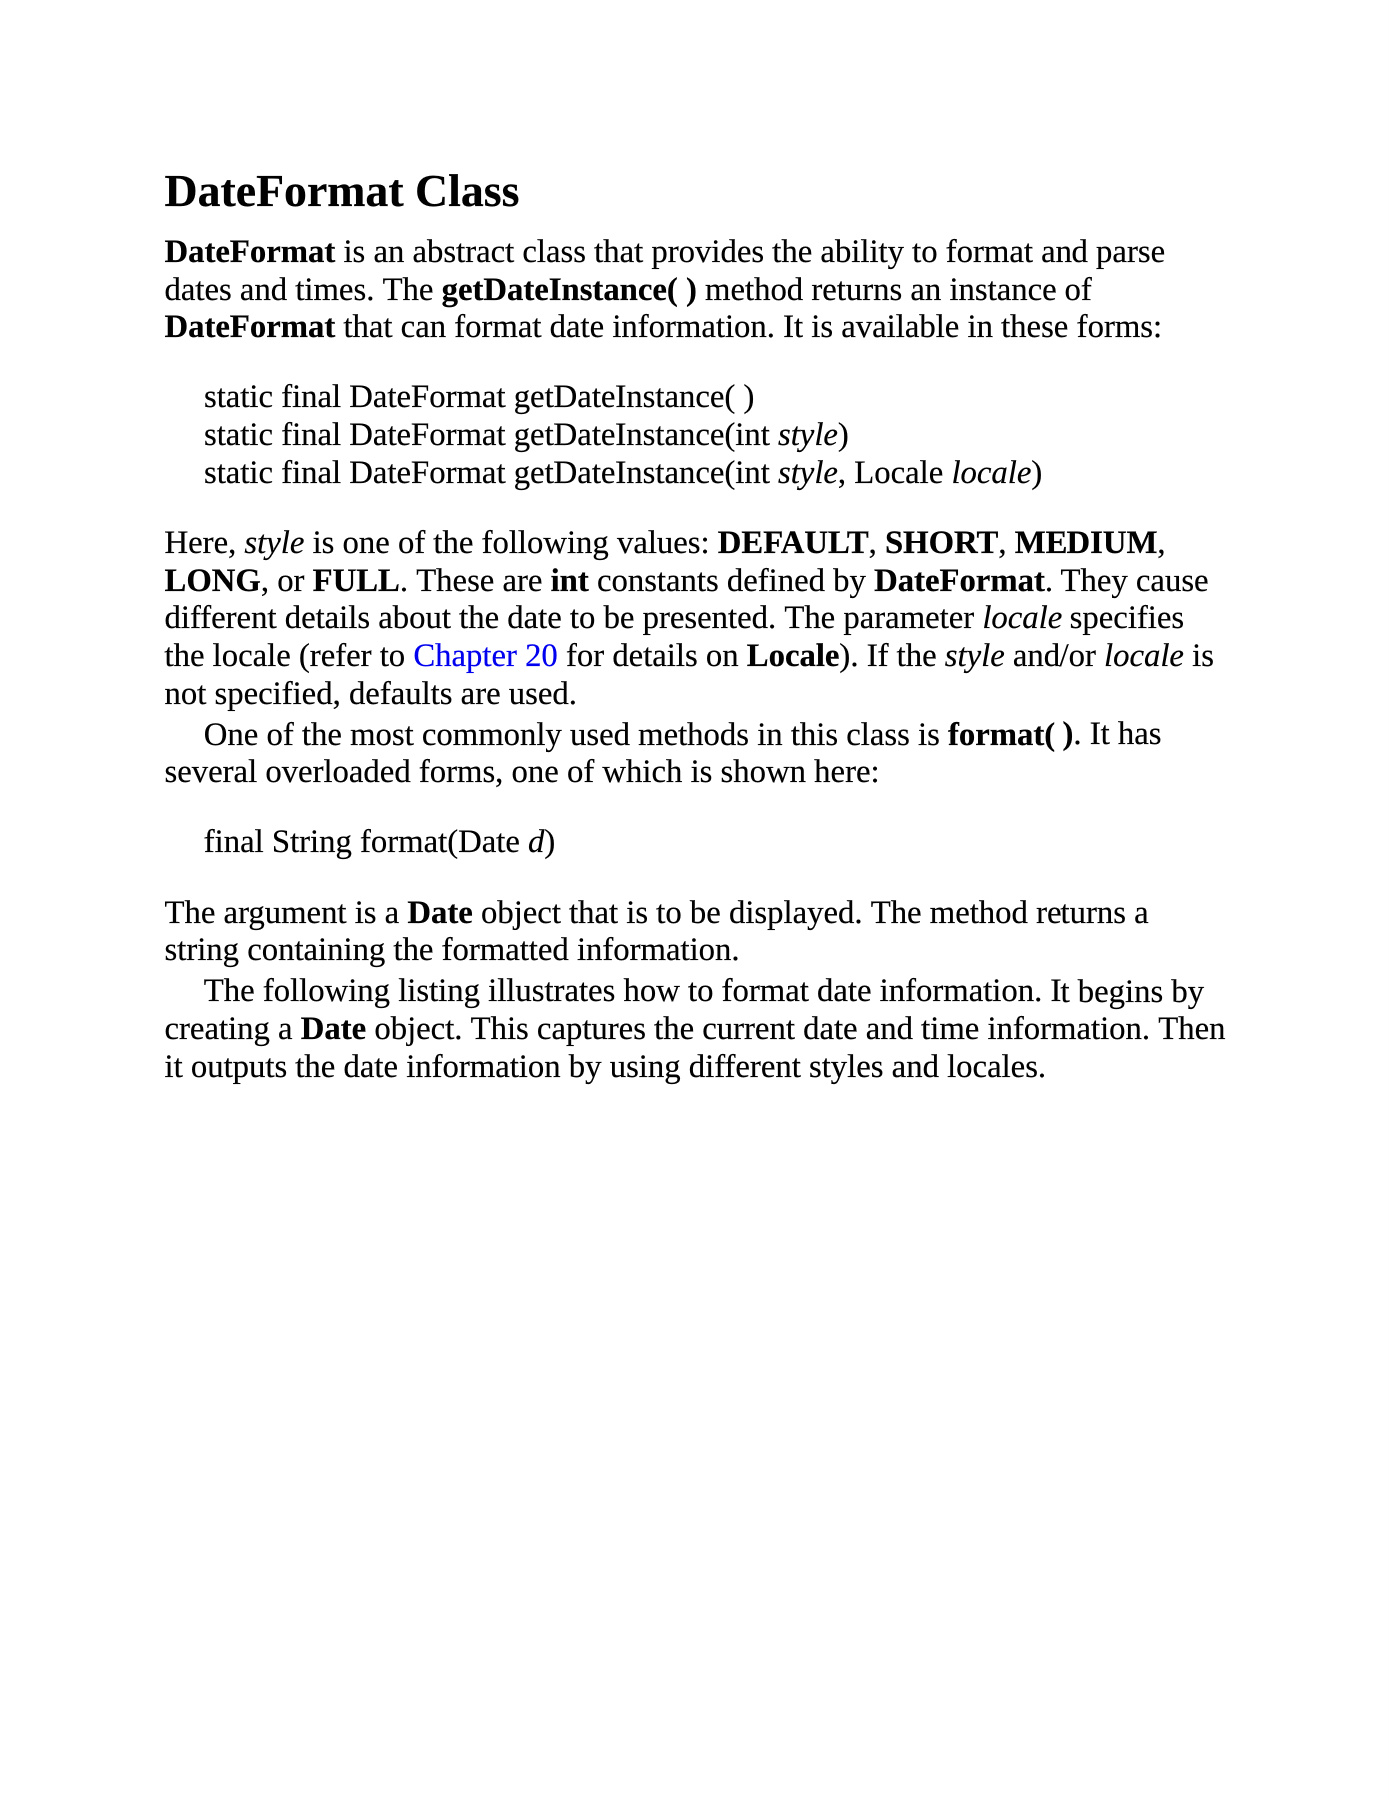 DateFormat Class
DateFormat is an abstract class that provides the ability to format and parse
dates and times. The getDateInstance( ) method returns an instance of
DateFormat that can format date information. It is available in these forms:
static final DateFormat getDateInstance( )
static final DateFormat getDateInstance(int style)
static final DateFormat getDateInstance(int style, Locale locale)
Here, style is one of the following values: DEFAULT, SHORT, MEDIUM,
LONG, or FULL. These are int constants defined by DateFormat. They cause
different details about the date to be presented. The parameter locale specifies
the locale (refer to Chapter 20 for details on Locale). If the style and/or locale is
not specified, defaults are used.
One of the most commonly used methods in this class is format( ). It has
several overloaded forms, one of which is shown here:
final String format(Date d)
The argument is a Date object that is to be displayed. The method returns a
string containing the formatted information.
The following listing illustrates how to format date information. It begins by
creating a Date object. This captures the current date and time information. Then
it outputs the date information by using different styles and locales.